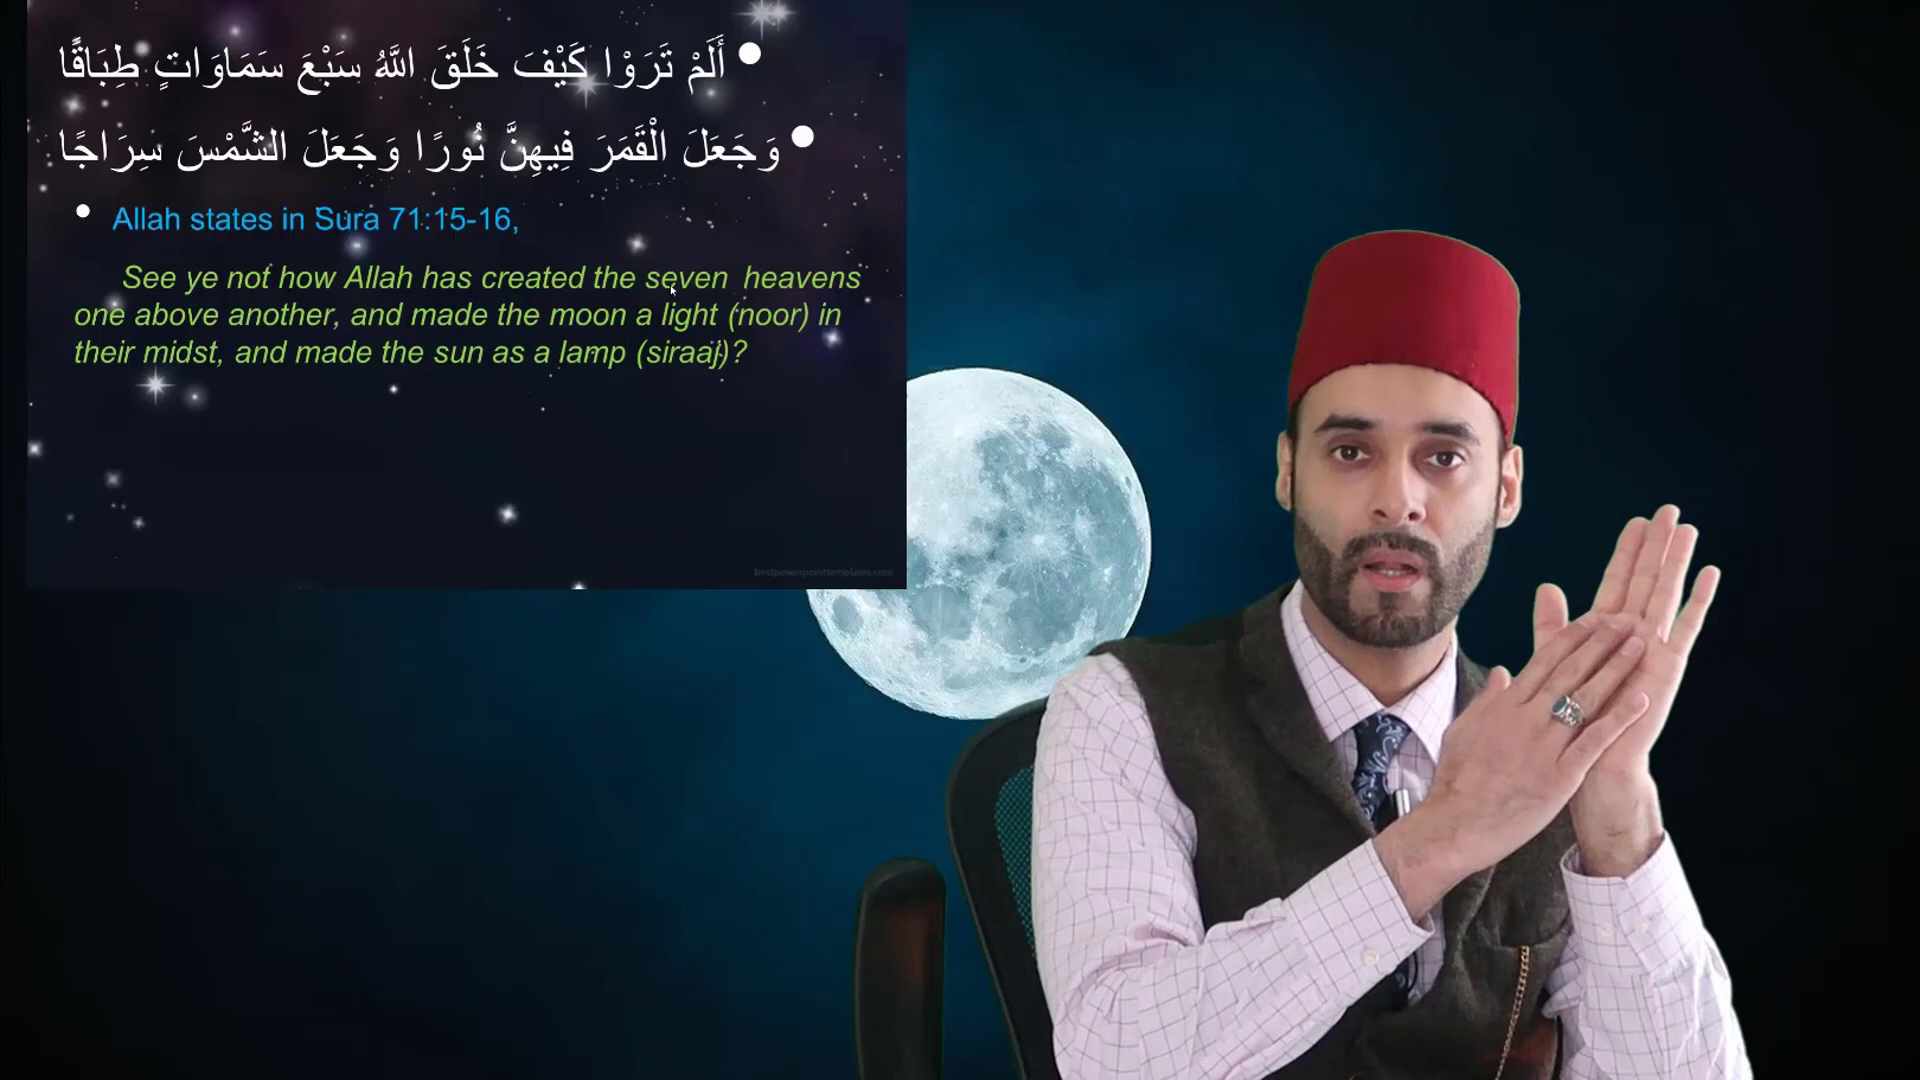 • أَلَمْ تَرَوْا كَيْفَ خَلَقَ اللَّهُ سَبْعَ سَمَاوَاتٍ طِبَاقًا
• وَجَعَلَ الْقَمَرَ فِيهِنَّ نُورًا وَجَعَلَ الشَّمْسَ سِرَاجًا
• Allah states in Sura 71:15-16,
See ye not how Allah has created the seven heavens
one above another, and made the moon a light (noor) in
their midst, and made the sun as a lamp (siraaj)?
bestpowerpointtemplates.com